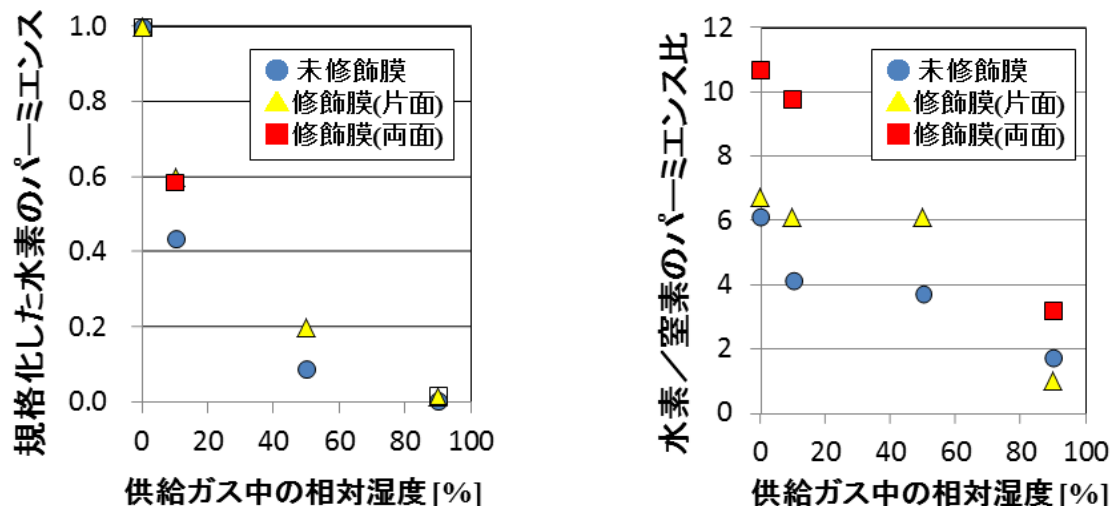 規格化した水素のパーミエンス
1.0
0.8
0.6
0.4
0.2
0.0
未修飾膜
修飾膜(片面)
修飾膜(両面)
0 20 40 60 80 100
供給ガス中の相対湿度 [%]
水素／窒素のパーミエンス比
12
10
8
6
4
2
0
未修飾膜
修飾膜(片面)
修飾膜(両面)
0 20 40 60 80 100
供給ガス中の相対湿度 [%]